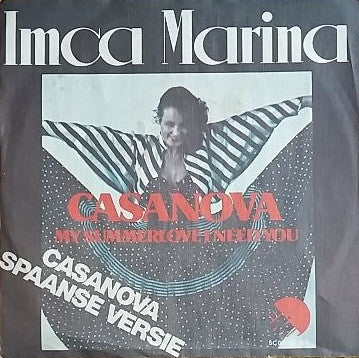 Imca Marina
CASANOVA
MY SUMMERLOVE I NEED YOU
CASANOVA
SPAANSE VERSIE